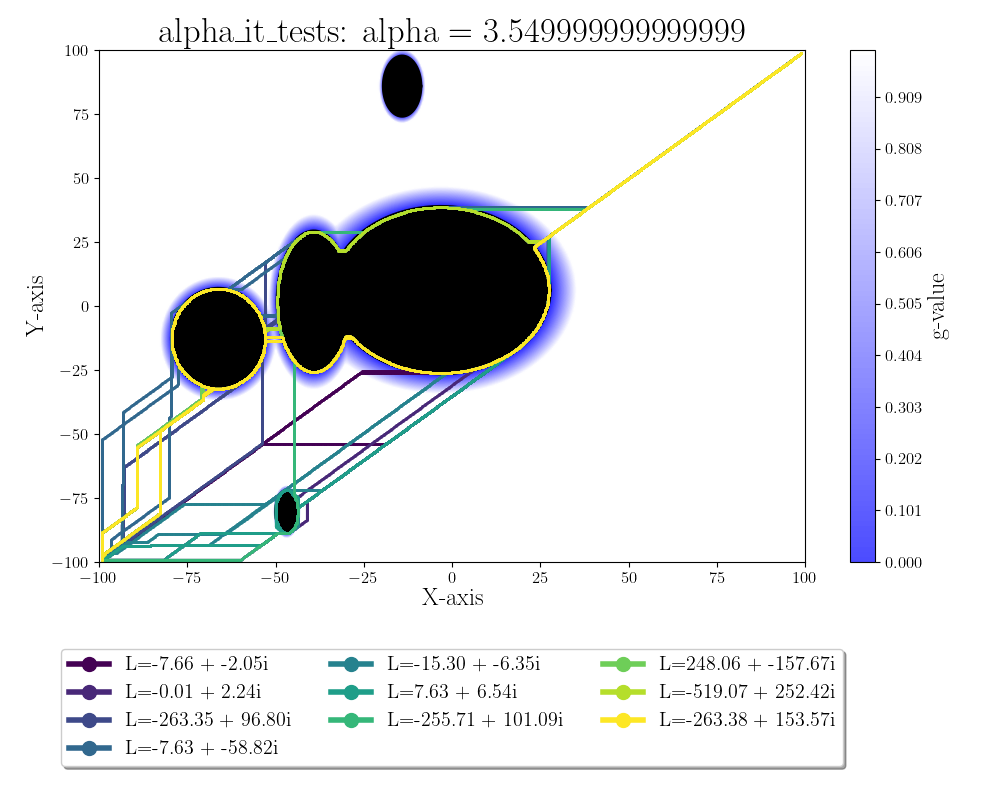 alpha_it_tests: alpha = 3.549999999999999
100
75
50
25
0
−25
−50
−75
−100
Y-axis
−100 −75 −50 −25 0 25 50 75 100
X-axis
0.909
0.808
0.707
0.606
0.505
0.404
0.303
0.202
0.101
0.000
g-value
L=-7.66 + -2.05i
L=-0.01 + 2.24i
L=-263.35 + 96.80i
L=-7.63 + -58.82i
L=-15.30 + -6.35i
L=7.63 + 6.54i
L=-255.71 + 101.09i
L=248.06 + -157.67i
L=-519.07 + 252.42i
L=-263.38 + 153.57i